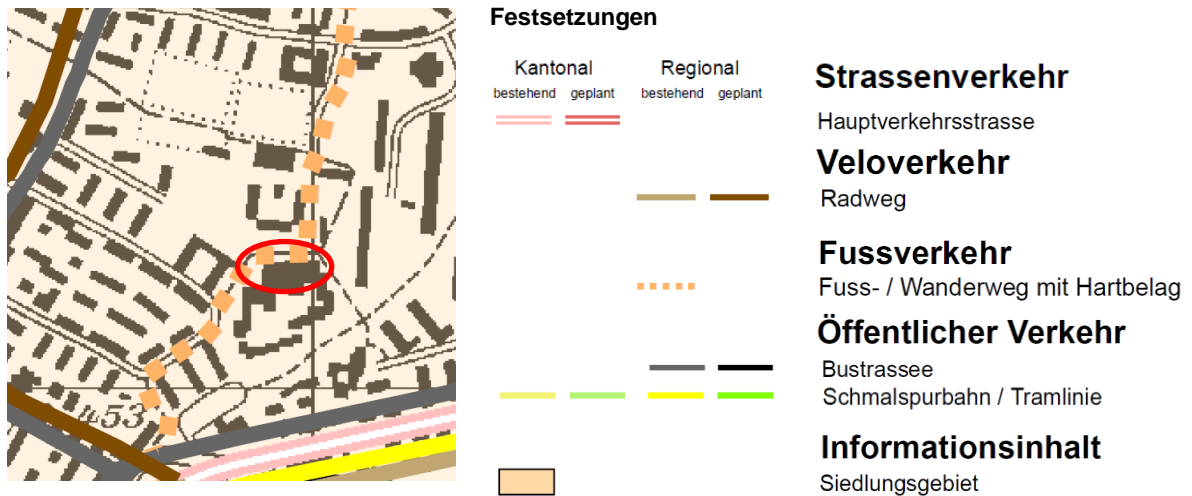 Festsetzungen
Kantonal Regional
bestehend geplant bestehend geplant
Strassenverkehr
Hauptverkehrsstrasse
Veloverkehr
Radweg
Fussverkehr
Fuss- / Wanderweg mit Hartbelag
Öffentlicher Verkehr
Bustrassee
Schmalspurbahn / Tramlinie
Informationsinhalt
Siedlungsgebiet